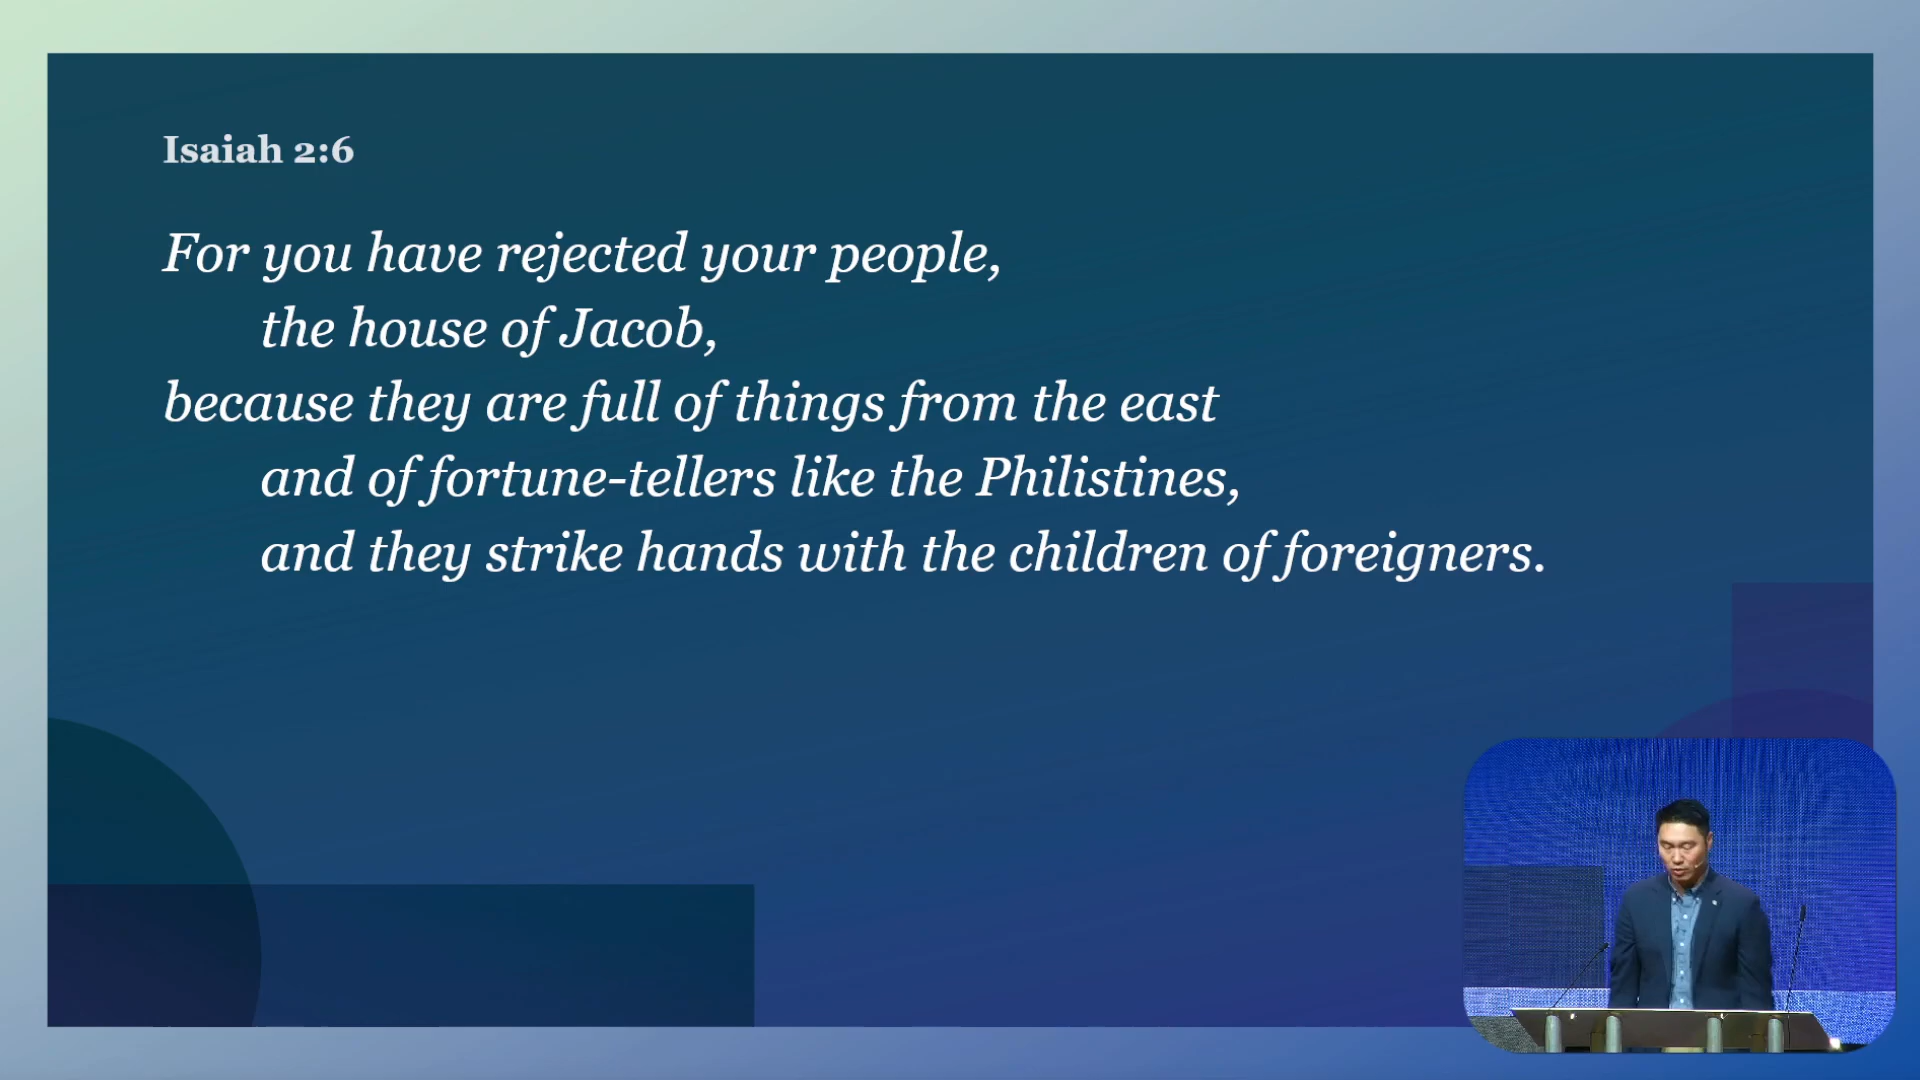 Isaiah 2:6
For you have rejected your people,
the house of Jacob,
because they are full of things from the east
and of fortune-tellers like the Philistines,
and they strike hands with the children of foreigners.